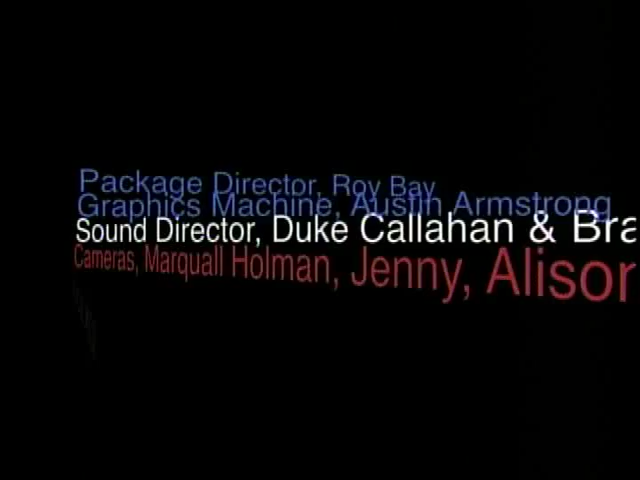 Package Director, Roy Bay
Graphics Machine, Austin Armstrong
Sound Director, Duke Callahan & Bra
Cameras, Marquall Holman, Jenny, Alison